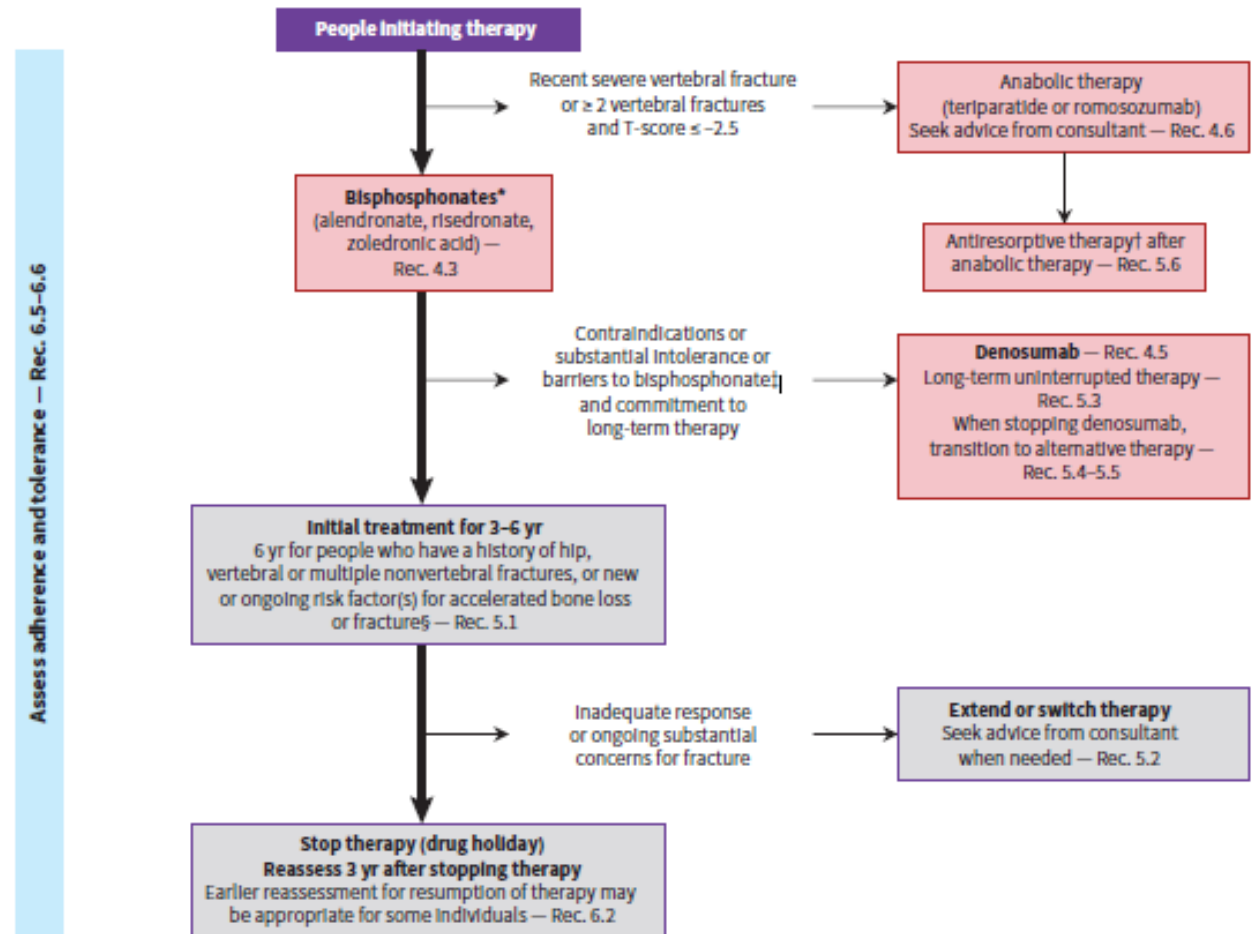 People initiating therapy
Recent severe vertebral fracture
or ≥ 2 vertebral fractures
and T-score ≤ –2.5
Anabolic therapy
(teriparatide or romosozumab)
Seek advice from consultant — Rec. 4.6
Bisphosphonates*
(alendronate, risedronate,
zoledronic acid) —
Rec. 4.3
Antiresorptive therapy† after
anabolic therapy — Rec. 5.6
Contraindications or
substantial intolerance or
barriers to bisphosphonate‡
and commitment to
long-term therapy
Denosumab — Rec. 4.5
Long-term uninterrupted therapy —
Rec. 5.3
When stopping denosumab,
transition to alternative therapy —
Rec. 5.4–5.5
Assess adherence and tolerance — Rec. 6.5–6.6
Initial treatment for 3–6 yr
6 yr for people who have a history of hip,
vertebral or multiple nonvertebral fractures, or new
or ongoing risk factor(s) for accelerated bone loss
or fracture§ — Rec. 5.1
Inadequate response
or ongoing substantial
concerns for fracture
Extend or switch therapy
Seek advice from consultant
when needed — Rec. 5.2
Stop therapy (drug holiday)
Reassess 3 yr after stopping therapy
Earlier reassessment for resumption of therapy may
be appropriate for some individuals — Rec. 6.2